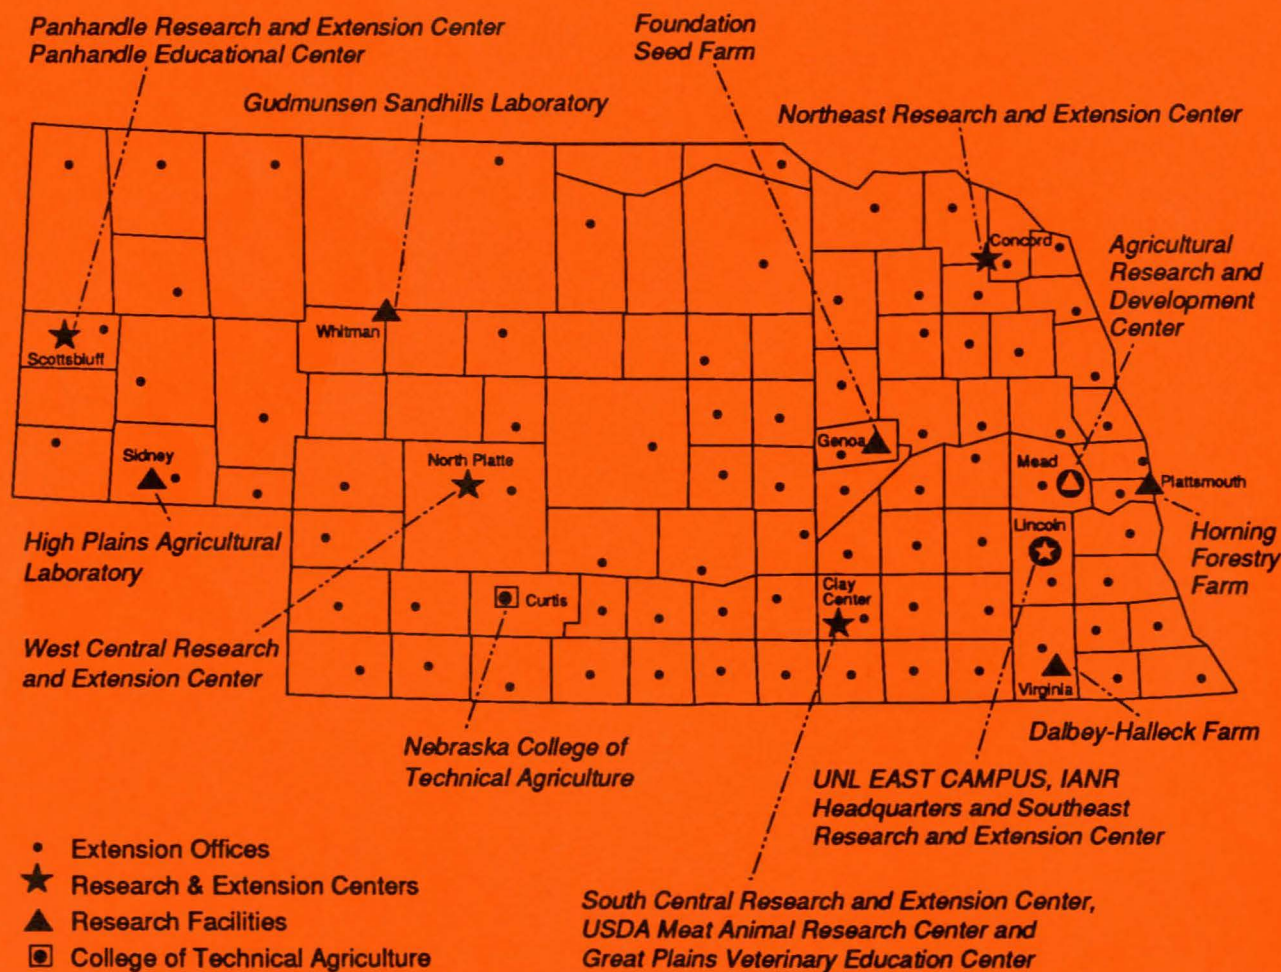 Panhandle Research and Extension Center
Panhandle Educational Center
Foundation
Seed Farm
Gudmunsen Sandhills Laboratory
Northeast Research and Extension Center
Concord
Agricultural
Research and
Development
Center
Whitman
Scottsbluff
Genoa
Sidney
North Platte
Mead
Plattsmouth
Lincoln
High Plains Agricultural
Laboratory
Horning
Forestry
Farm
Curtis
Clay
Center
West Central Research
and Extension Center
Virginia
Dalbey-Halleck Farm
Nebraska College of
Technical Agriculture
UNL EAST CAMPUS, IANR
Headquarters and Southeast
Research and Extension Center
Extension Offices
Research & Extension Centers
Research Facilities
College of Technical Agriculture
South Central Research and Extension Center,
USDA Meat Animal Research Center and
Great Plains Veterinary Education Center